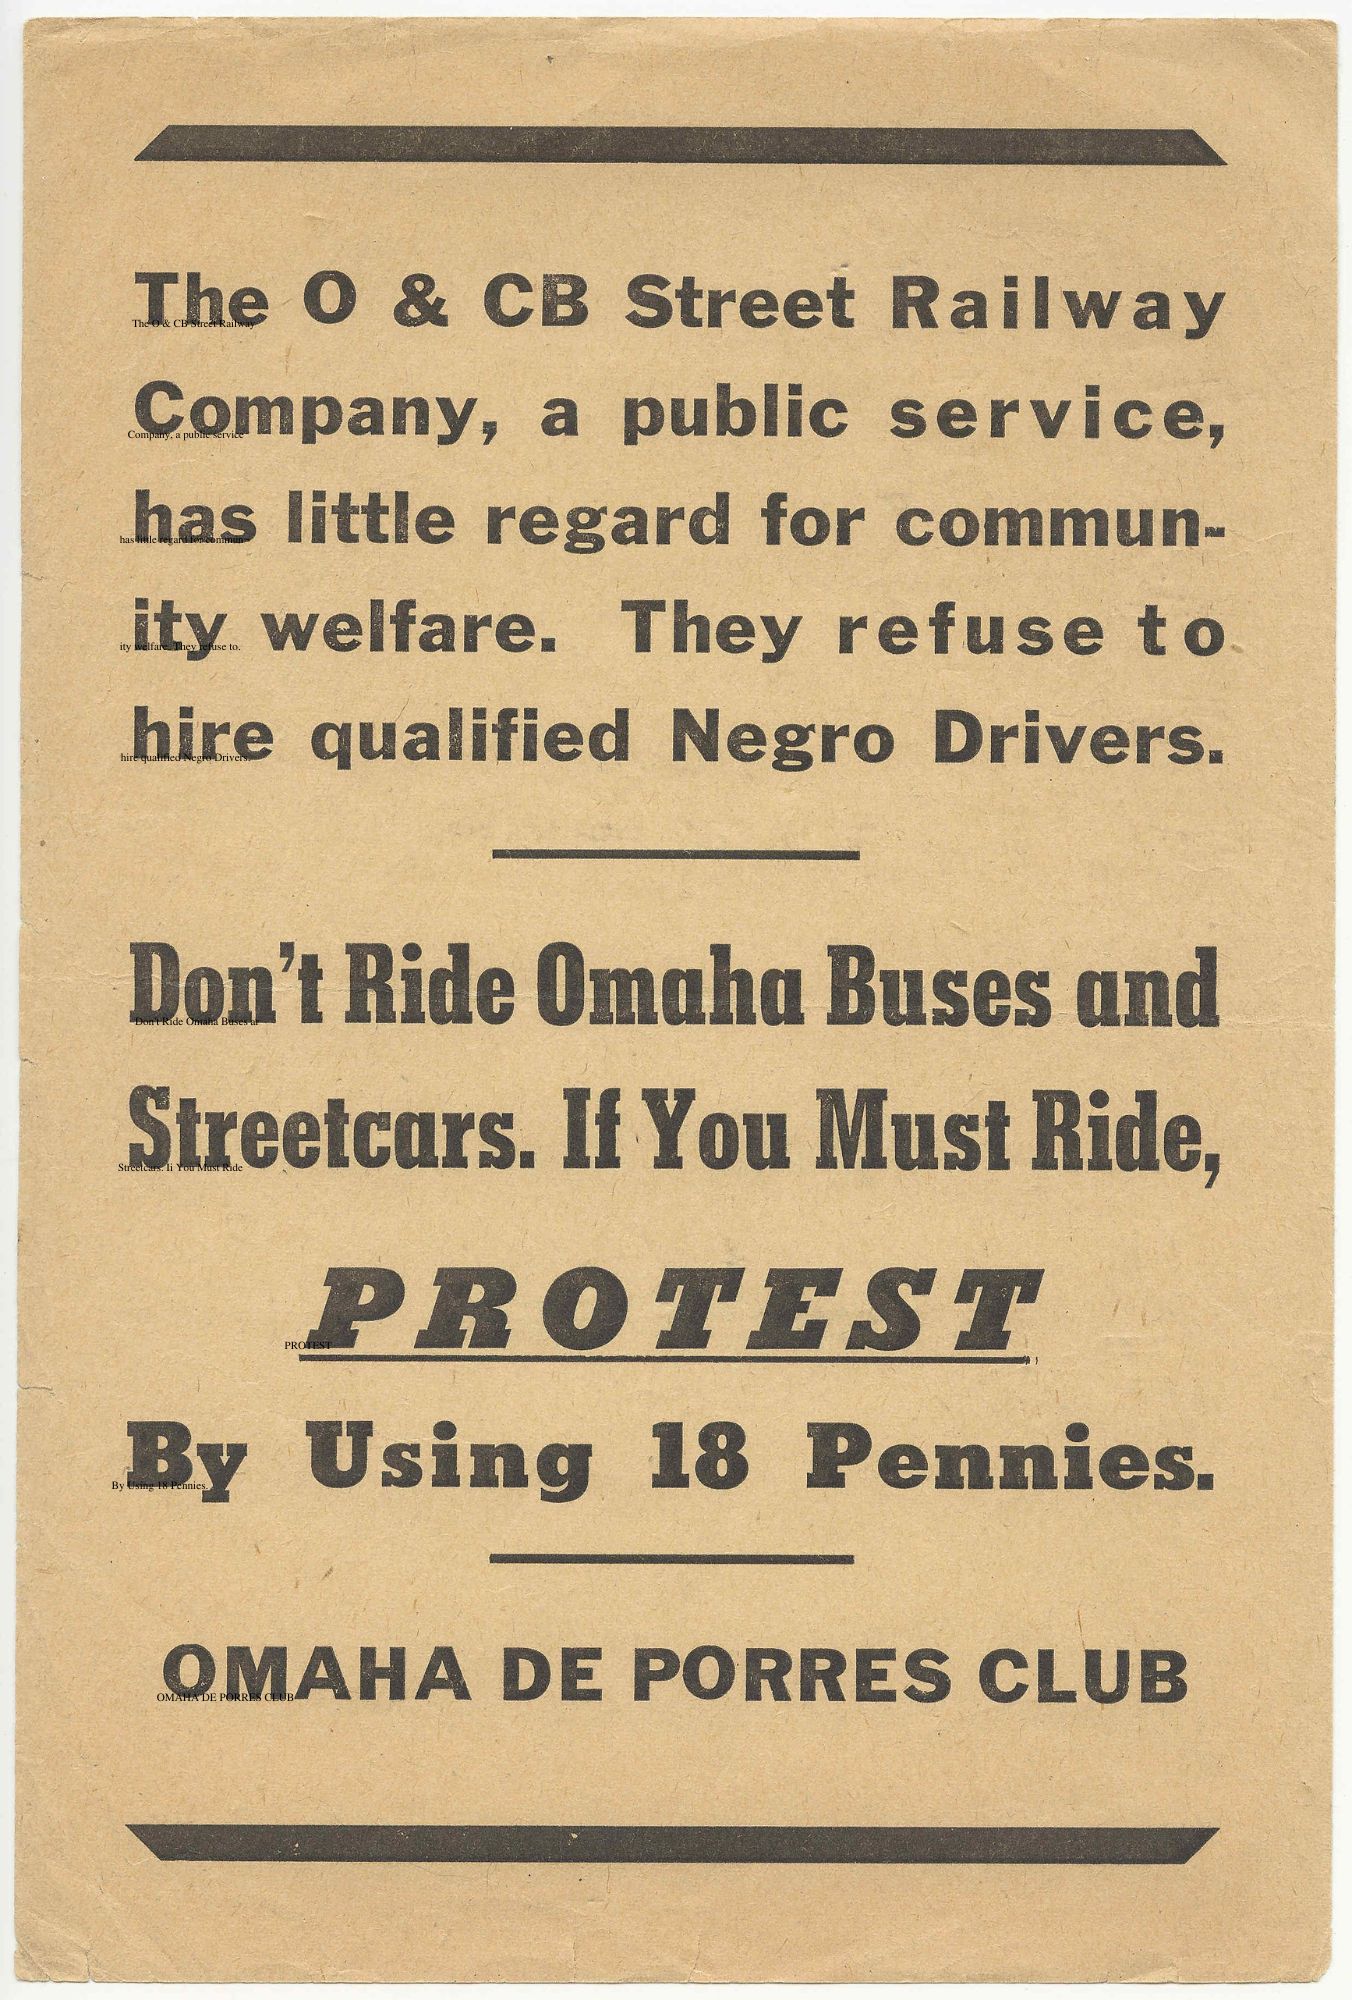 The O & CB Street Railway
Company, a public service,
has little regard for commun-
ity welfare. They refuse to
hire qualified Negro Drivers.
Don't Ride Omaha Buses and
Streetcars. If You Must Ride,
PROTEST
By Using 18 Pennies.
OMAHA DE PORRES CLUB